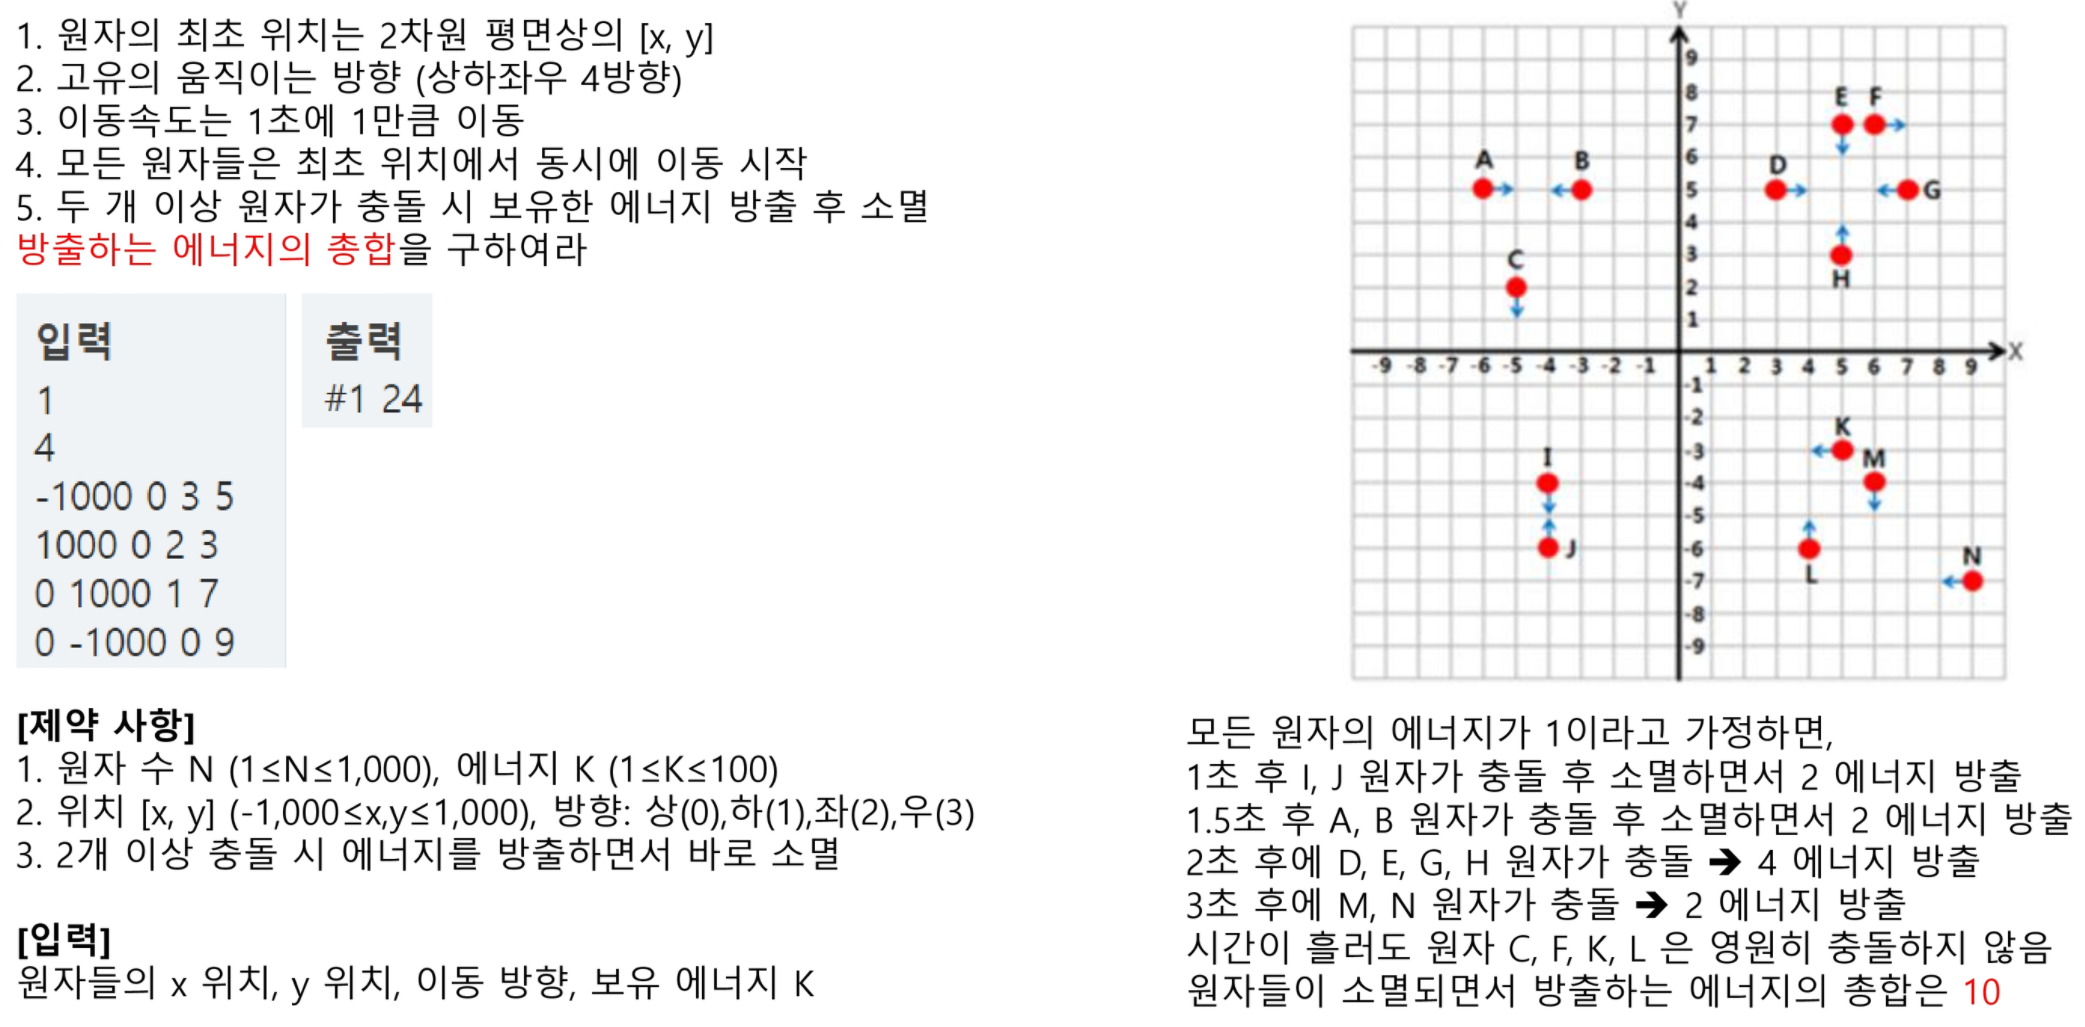 1. 원자의 최초 위치는 2차원 평면상의 [x, y]
2. 고유의 움직이는 방향 (상하좌우 4방향)
3. 이동속도는 1초에 1만큼 이동
4. 모든 원자들은 최초 위치에서 동시에 이동 시작
5. 두 개 이상 원자가 충돌 시 보유한 에너지 방출 후 소멸
방출하는 에너지의 총합을 구하여라
입력
1
4
-1000 0 3 5
1000 0 2 3
0 1000 1 7
0 -1000 0 9
출력
#1 24
[제약 사항]
1. 원자 수 N (1≤N≤1,000), 에너지 K (1≤K≤100)
2. 위치 [x, y] (-1,000≤x,y≤1,000), 방향: 상(0),하(1),좌(2),우(3)
3. 2개 이상 충돌 시 에너지를 방출하면서 바로 소멸
[입력]
원자들의 x 위치, y 위치, 이동 방향, 보유 에너지 K
Y
9
8
E F
7
A B D 6
5 G
4
C 3
H
2
1
X
-9 -8 -7 -6 -5 -4 -3 -2 -1 1 2 3 4 5 6 7 8 9
-1
-2
K
-3
I M
-4
-5
J -6
L N
-7
-8
-9
모든 원자의 에너지가 1이라고 가정하면,
1초 후 I, J 원자가 충돌 후 소멸하면서 2 에너지 방출
1.5초 후 A, B 원자가 충돌 후 소멸하면서 2 에너지 방출
2초 후에 D, E, G, H 원자가 충돌 ➔ 4 에너지 방출
3초 후에 M, N 원자가 충돌 ➔ 2 에너지 방출
시간이 흘러도 원자 C, F, K, L 은 영원히 충돌하지 않음
원자들이 소멸되면서 방출하는 에너지의 총합은 10